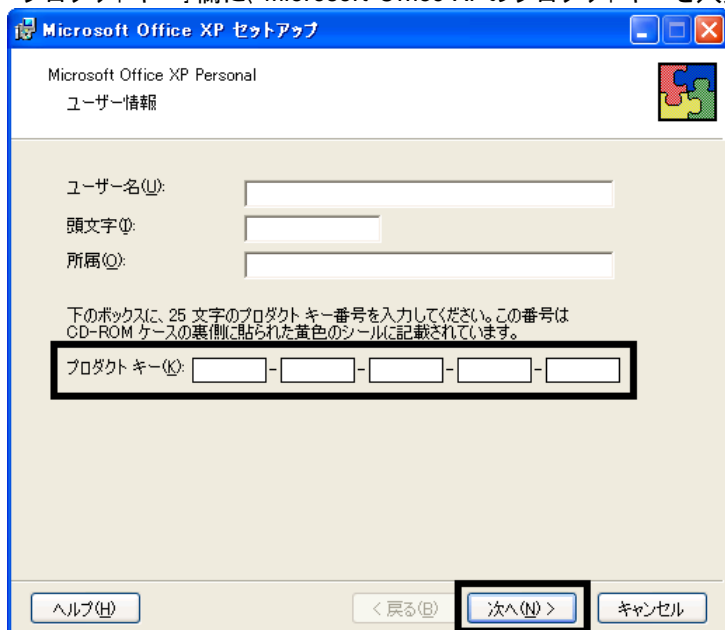 Microsoft Office XP セットアップ
Microsoft Office XP Personal
ユーザー情報
ユーザー名(U):
頭文字(I):
所属(O):
下のボックスに、25 文字のプロダクト キー番号を入力してください。この番号は
CD-ROM ケースの裏側に貼られた黄色のシールに記載されています。
プロダクト キー(K): - - - -
ヘルプ(H) < 戻る(B) 次へ(N) > キャンセル